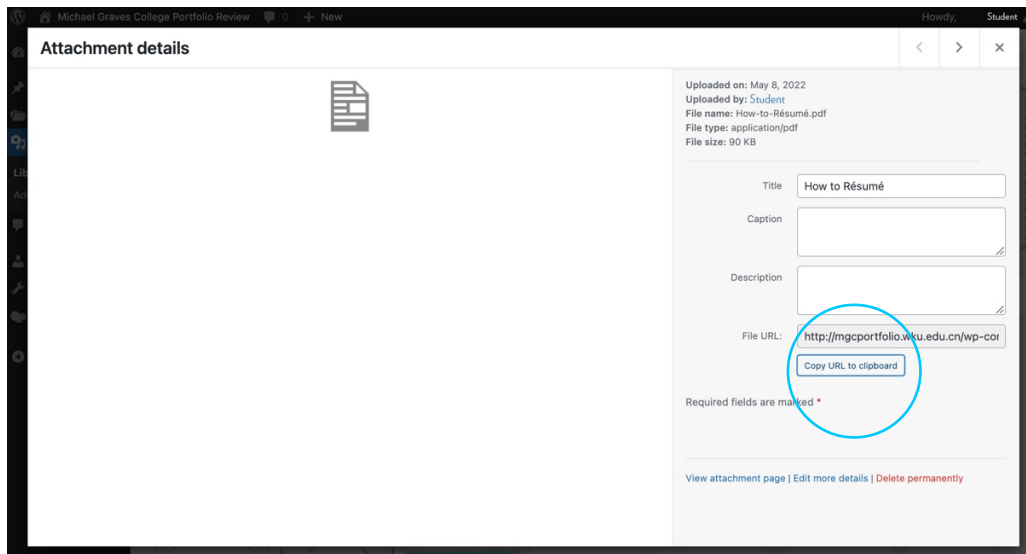 Michael Graves College Portfolio Review 0 + New Howdy, Student
Attachment details
Uploaded on: May 8, 2022
Uploaded by: Student
File name: How-to-Résumé.pdf
File type: application/pdf
File size: 90 KB
Title How to Résumé
Caption
Description
File URL: http://mgcportfolio.wku.edu.cn/wp-cor
Copy URL to clipboard
Required fields are marked *
View attachment page | Edit more details | Delete permanently
Lib
Ad